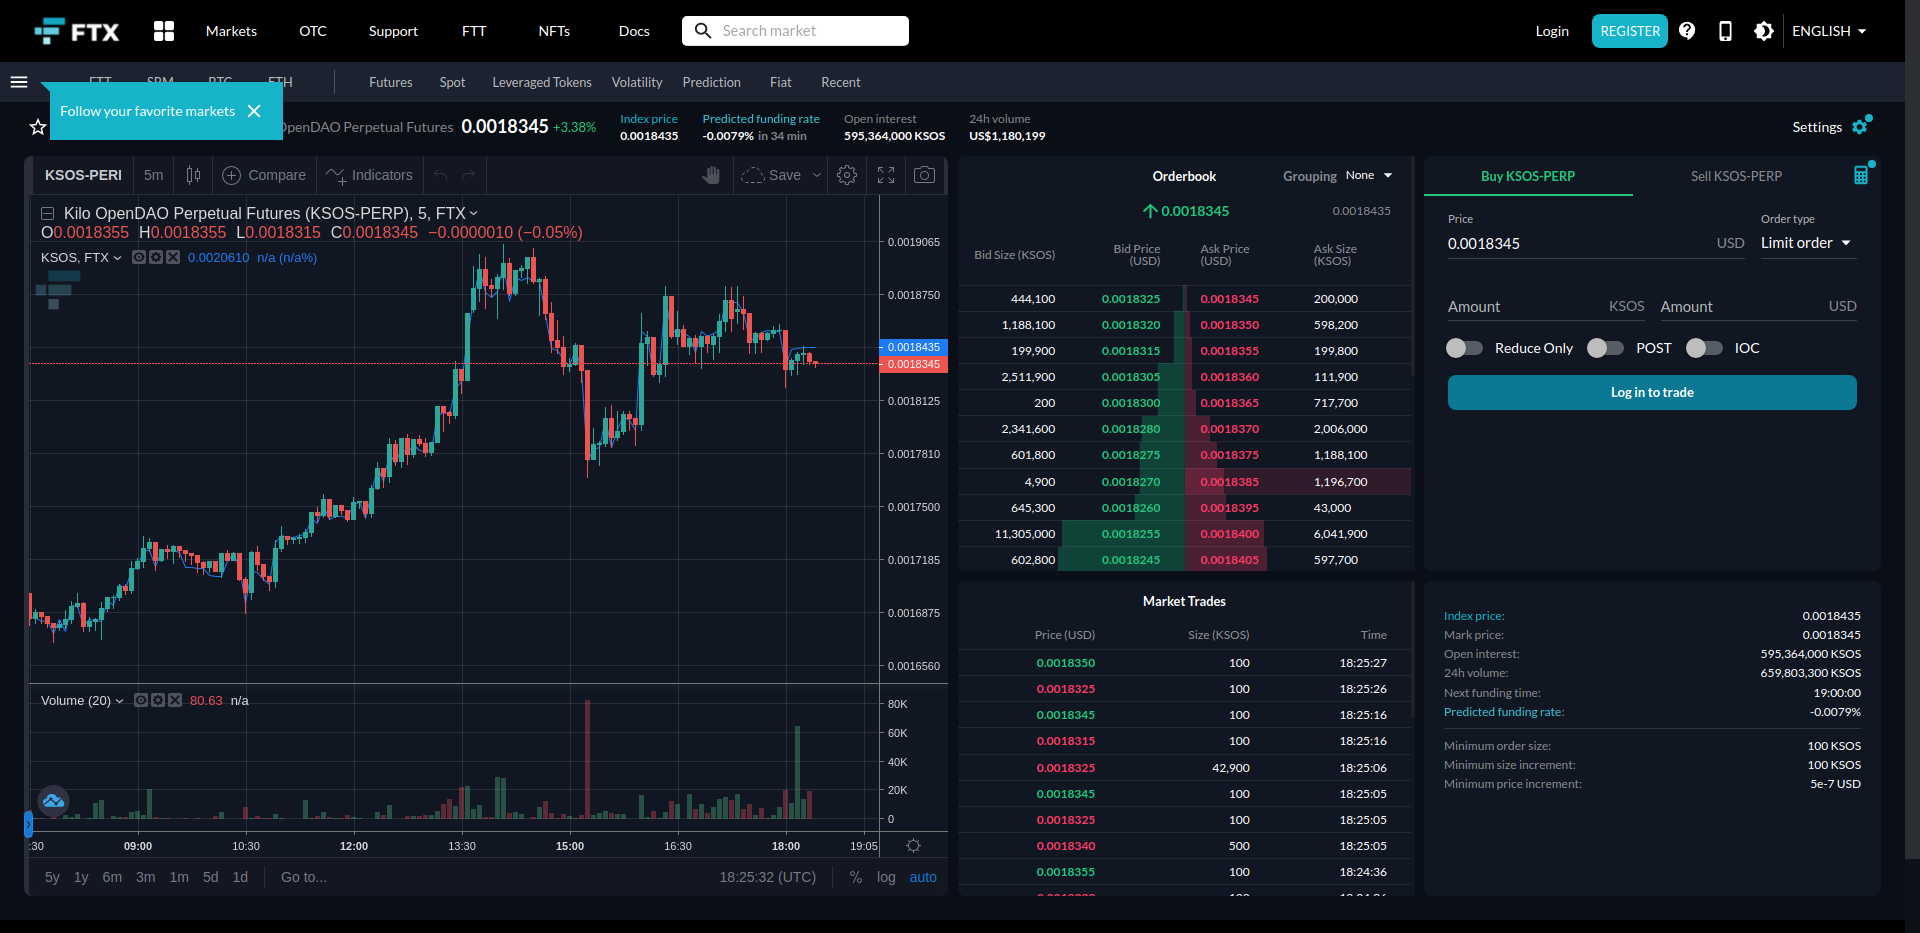 FTX Markets OTC Support FTT NFTs Docs Search market Login REGISTER ENGLISH
FTT SRM BTC ETH Futures Spot Leveraged Tokens Volatility Prediction Fiat Recent
Follow your favorite markets
OpenDAO Perpetual Futures 0.0018345 +3.38%
Index price
0.0018435
Predicted funding rate
-0.0079% in 34 min
Open interest
595,364,000 KSOS
24h volume
US$1,180,199
Settings
KSOS-PERI 5m Compare Indicators Save
Kilo OpenDAO Perpetual Futures (KSOS-PERP), 5, FTX
O0.0018355 H0.0018355 L0.0018315 C0.0018345 −0.0000010 (−0.05%)
KSOS, FTX 0.0020610 n/a (n/a%)
0.0019065
0.0018750
0.0018435
0.0018345
0.0018125
0.0017810
0.0017500
0.0017185
0.0016875
0.0016560
Volume (20) 80.63 n/a
80K
60K
40K
20K
0
:30 09:00 10:30 12:00 13:30 15:00 16:30 18:00 19:05
5y 1y 6m 3m 1m 5d 1d Go to... 18:25:32 (UTC) % log auto
Orderbook Grouping None
0.0018345 0.0018435
Bid Size (KSOS) Bid Price (USD) Ask Price (USD) Ask Size (KSOS)
444,100 0.0018325 0.0018345 200,000
1,188,100 0.0018320 0.0018350 598,200
199,900 0.0018315 0.0018355 199,800
2,511,900 0.0018305 0.0018360 111,900
200 0.0018300 0.0018365 717,700
2,341,600 0.0018280 0.0018370 2,006,000
601,800 0.0018275 0.0018375 1,188,100
4,900 0.0018270 0.0018385 1,196,700
645,300 0.0018260 0.0018395 43,000
11,305,000 0.0018255 0.0018400 6,041,900
602,800 0.0018245 0.0018405 597,700
Market Trades
Price (USD) Size (KSOS) Time
0.0018350 100 18:25:27
0.0018325 100 18:25:26
0.0018345 100 18:25:16
0.0018315 100 18:25:16
0.0018325 42,900 18:25:06
0.0018345 100 18:25:05
0.0018325 100 18:25:05
0.0018340 500 18:25:05
0.0018355 100 18:24:36
Buy KSOS-PERP Sell KSOS-PERP
Price Order type
0.0018345 USD Limit order
Amount KSOS Amount USD
Reduce Only POST IOC
Log in to trade
Index price: 0.0018435
Mark price: 0.0018345
Open interest: 595,364,000 KSOS
24h volume: 659,803,300 KSOS
Next funding time: 19:00:00
Predicted funding rate: -0.0079%
Minimum order size: 100 KSOS
Minimum size increment: 100 KSOS
Minimum price increment: 5e-7 USD